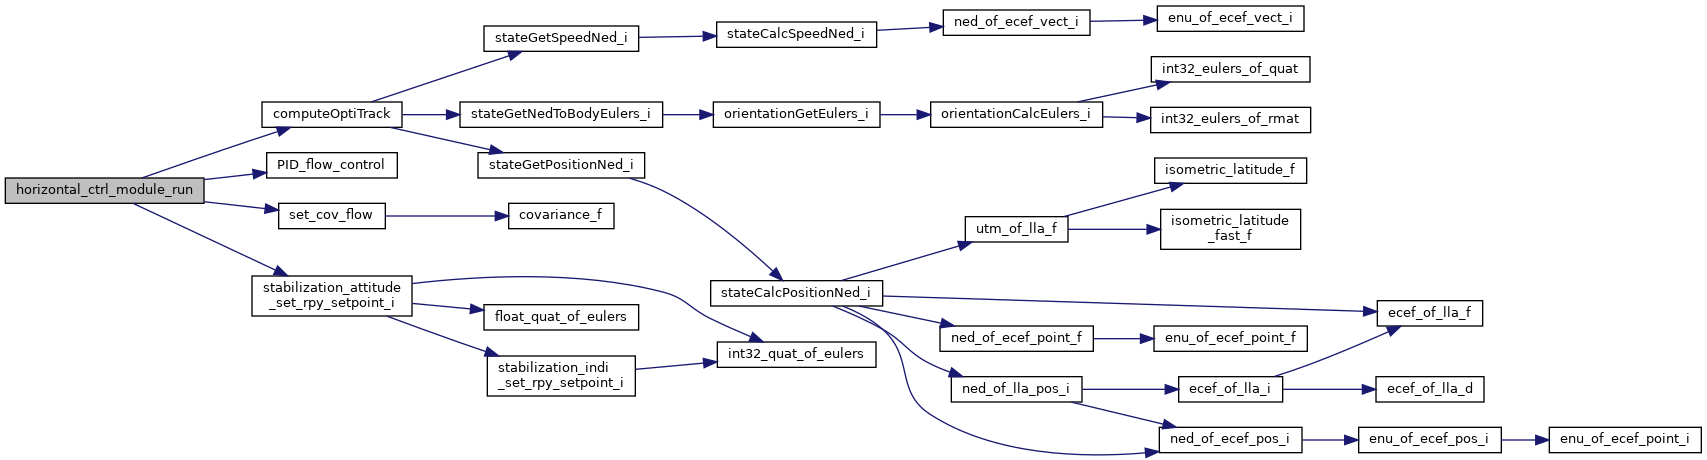 horizontal_ctrl_module_run
computeOptiTrack
PID_flow_control
set_cov_flow
stabilization_attitude
_set_rpy_setpoint_i
stateGetSpeedNed_i
stateGetNedToBodyEulers_i
stateGetPositionNed_i
covariance_f
float_quat_of_eulers
stabilization_indi
_set_rpy_setpoint_i
stateCalcSpeedNed_i
orientationGetEulers_i
stateCalcPositionNed_i
int32_quat_of_eulers
ned_of_ecef_vect_i
orientationCalcEulers_i
utm_of_lla_f
ned_of_ecef_point_f
ned_of_lla_pos_i
enu_of_ecef_vect_i
int32_eulers_of_quat
int32_eulers_of_rmat
isometric_latitude_f
isometric_latitude
_fast_f
enu_of_ecef_point_f
ecef_of_lla_i
ned_of_ecef_pos_i
ecef_of_lla_f
ecef_of_lla_d
enu_of_ecef_pos_i
enu_of_ecef_point_i